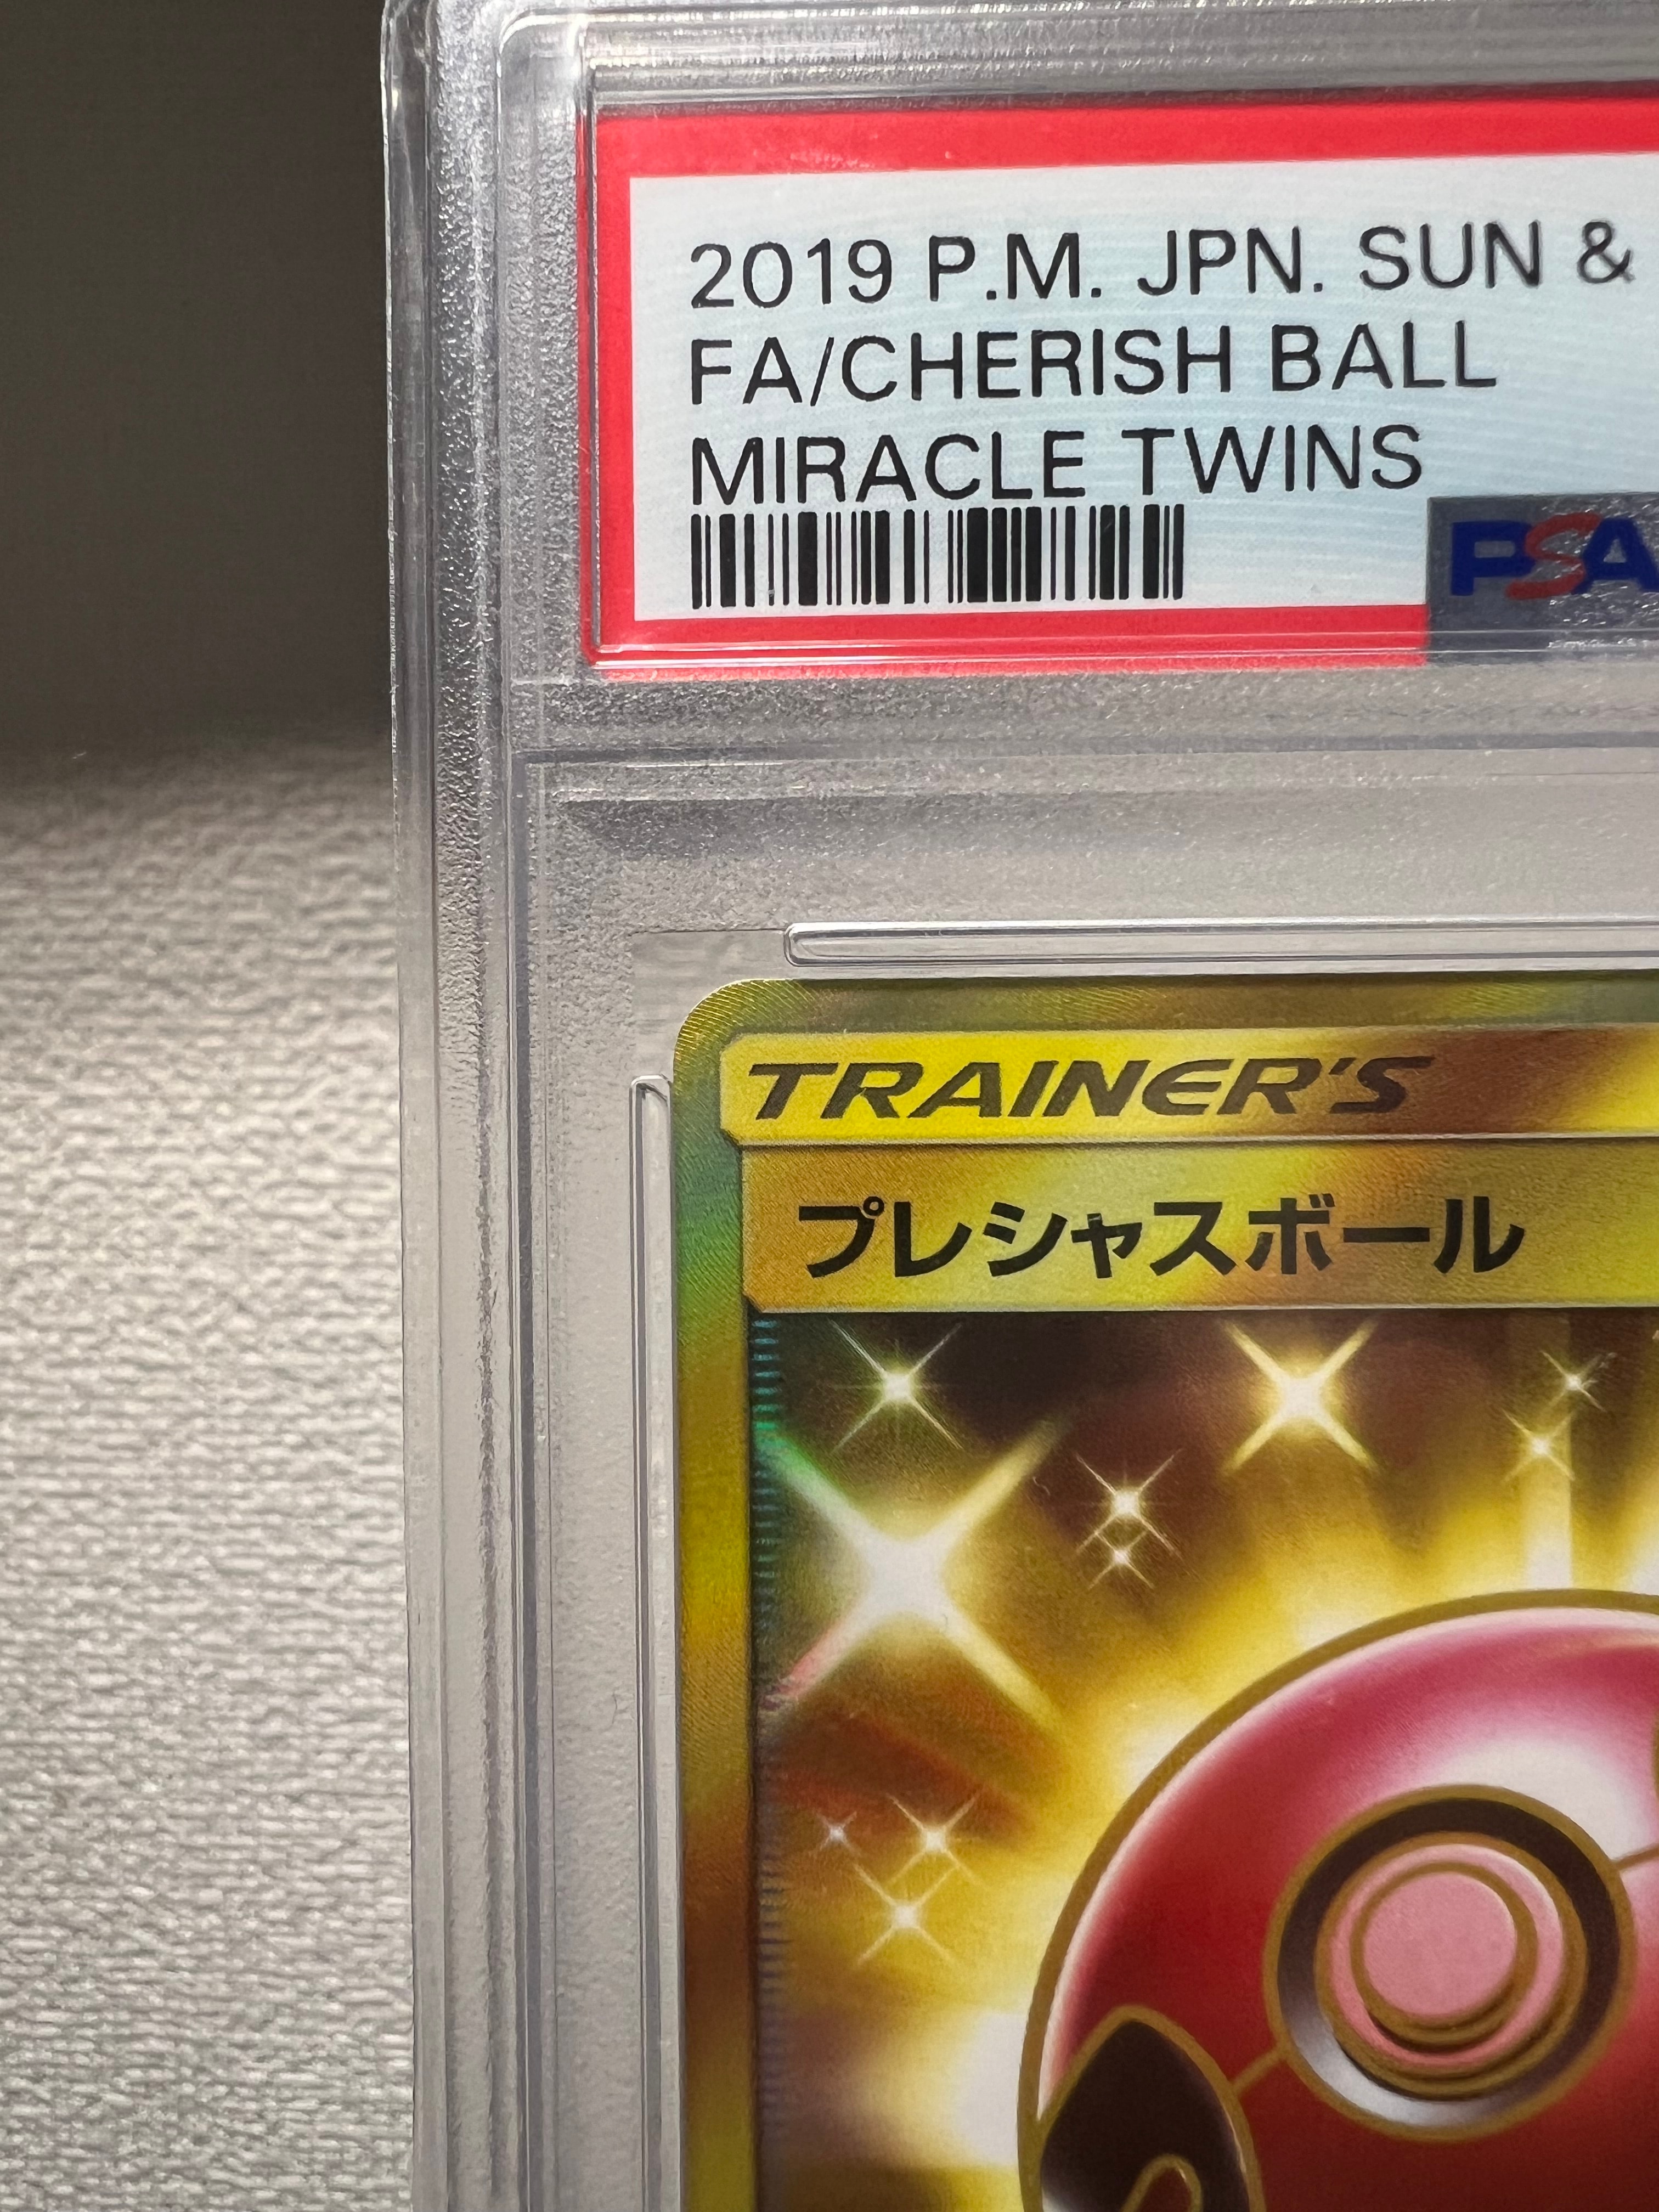 2019 P.M. JPN. SUN &
FA/CHERISH BALL
MIRACLE TWINS
PSA
TRAINER'S
プレシャスボール